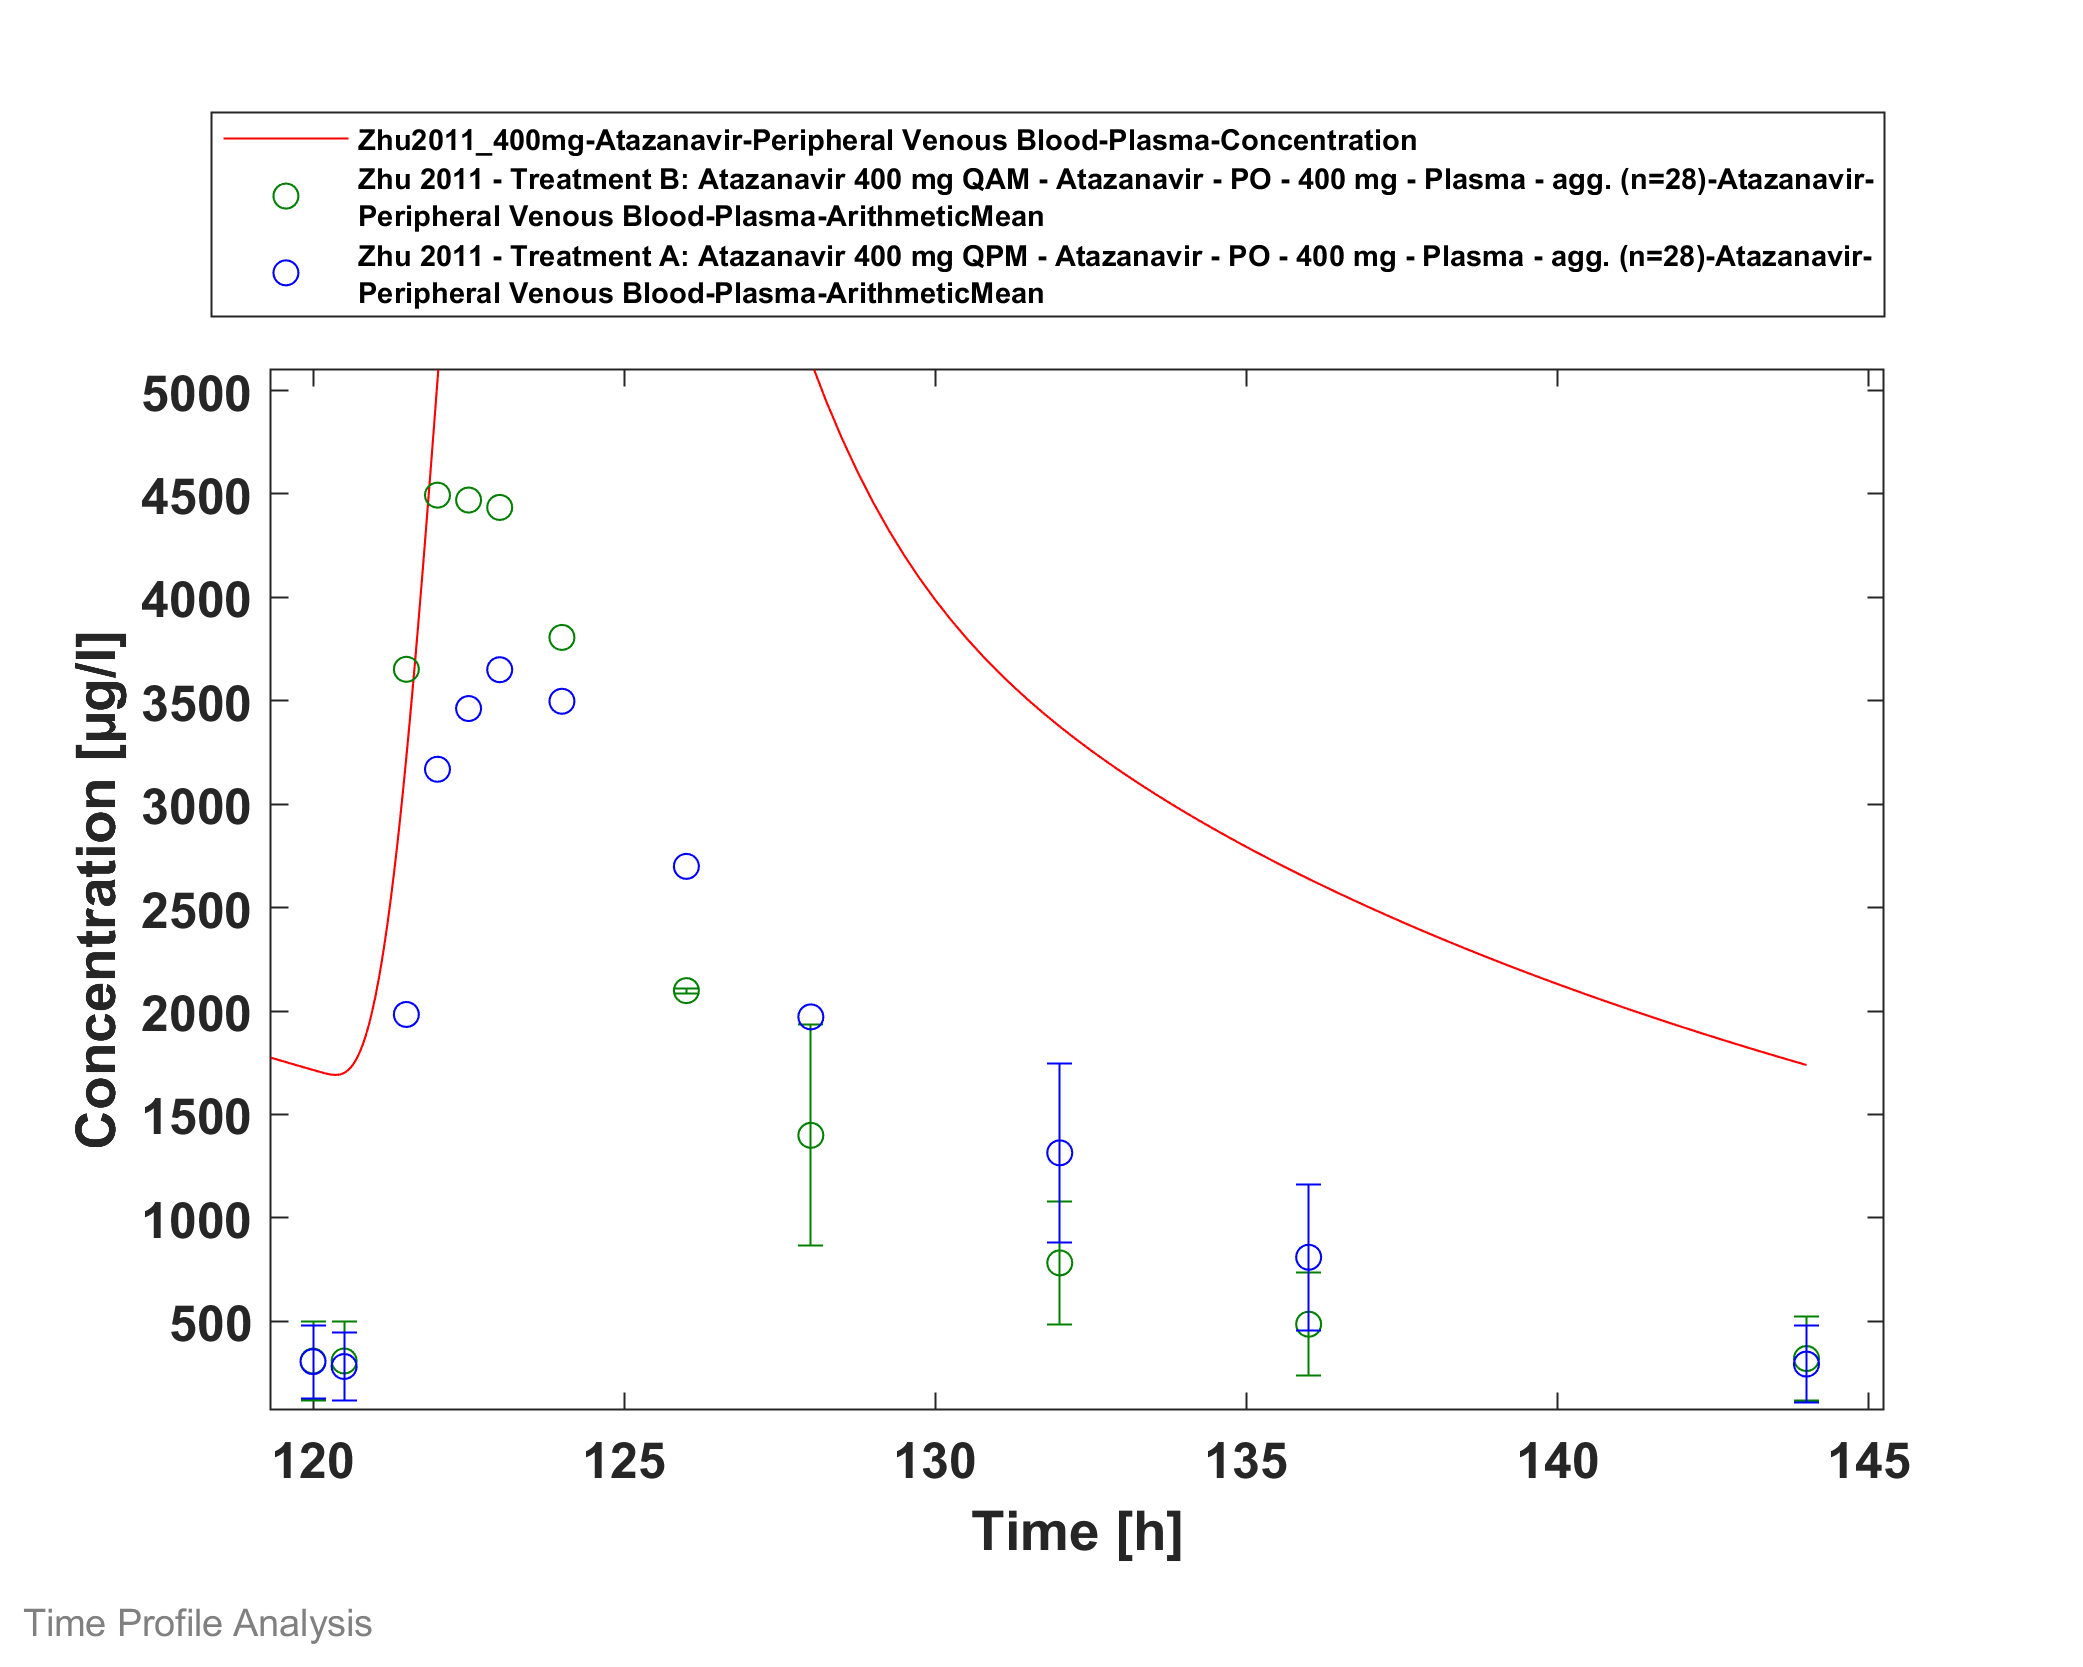 Zhu2011_400mg-Atazanavir-Peripheral Venous Blood-Plasma-Concentration
Zhu 2011 - Treatment B: Atazanavir 400 mg QAM - Atazanavir - PO - 400 mg - Plasma - agg. (n=28)-Atazanavir-
Peripheral Venous Blood-Plasma-ArithmeticMean
Zhu 2011 - Treatment A: Atazanavir 400 mg QPM - Atazanavir - PO - 400 mg - Plasma - agg. (n=28)-Atazanavir-
Peripheral Venous Blood-Plasma-ArithmeticMean
5000
4500
4000
3500
3000
2500
2000
1500
1000
500
Concentration [µg/l]
120 125 130 135 140 145
Time [h]
Time Profile Analysis